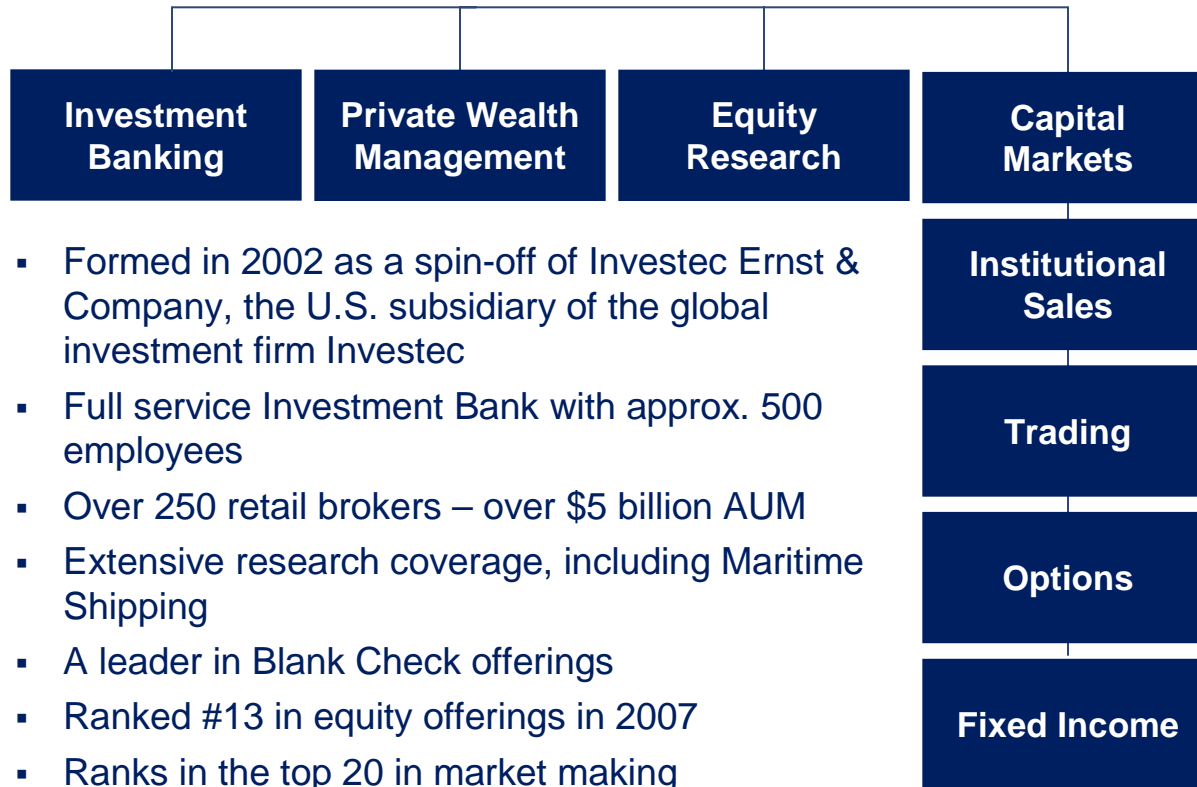 Investment
Banking
Private Wealth
Management
Equity
Research
Capital
Markets
▪ Formed in 2002 as a spin-off of Investec Ernst &
Company, the U.S. subsidiary of the global
investment firm Investec
▪ Full service Investment Bank with approx. 500
employees
▪ Over 250 retail brokers – over $5 billion AUM
▪ Extensive research coverage, including Maritime
Shipping
▪ A leader in Blank Check offerings
▪ Ranked #13 in equity offerings in 2007
▪ Ranks in the top 20 in market making
Institutional
Sales
Trading
Options
Fixed Income